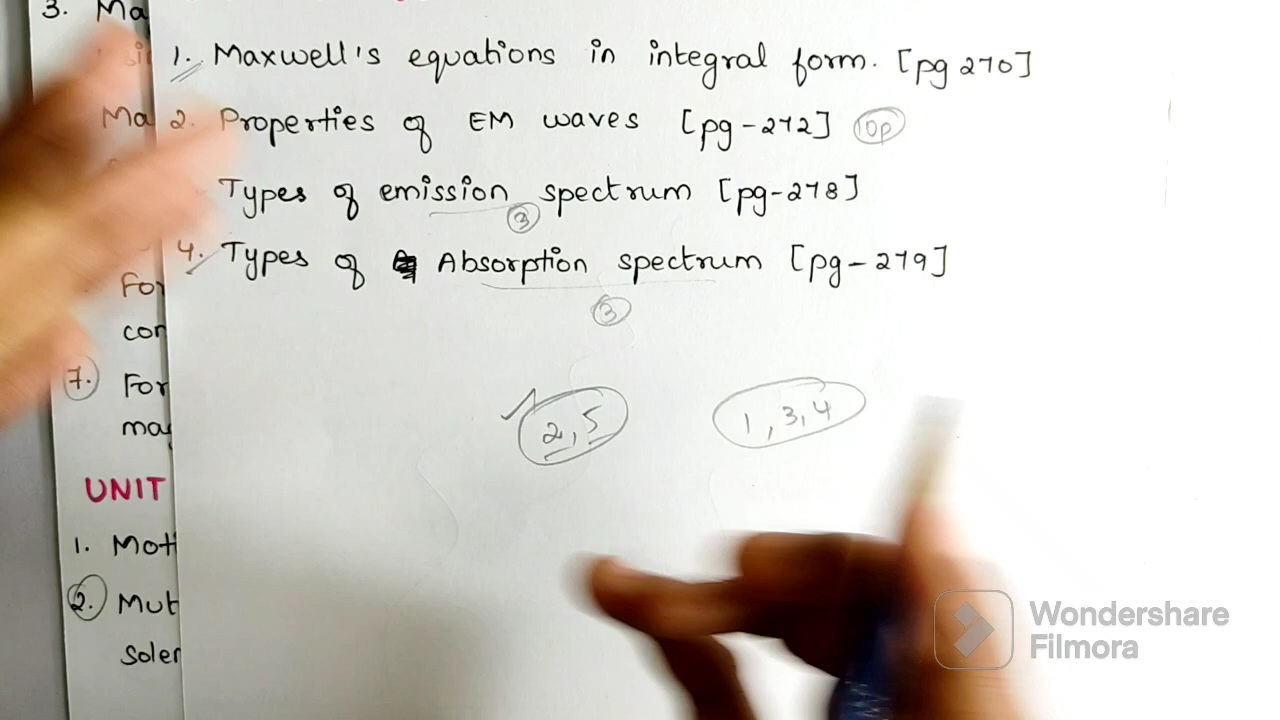 3. Ma
1. Maxwell's equations in integral form. [pg 270]
Ma 2. Properties of EM waves [pg-272] 10p
Types of emission spectrum [pg-278]
3
4. Types of Absorption spectrum [pg-279]
3
For
con
7. For
2, 5
1, 3, 4
UNIT
1. Mot
2. Mut
Soler
Wondershare
Filmora